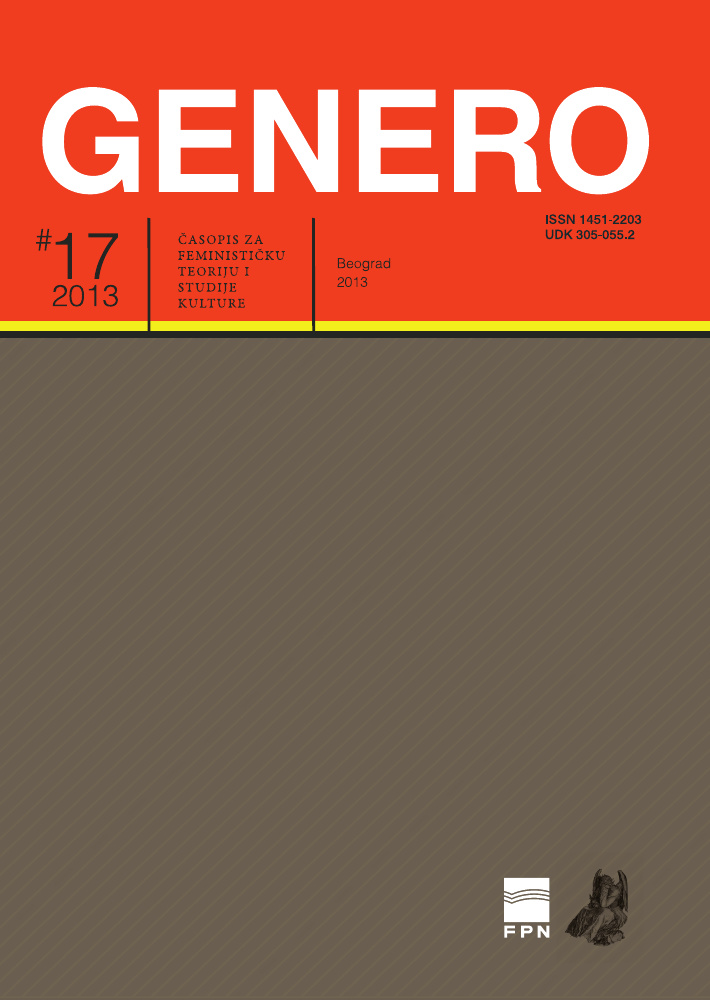 GENERO
#17
2013
ČASOPIS ZA
FEMINISTIČKU
TEORIJU I
STUDIJE
KULTURE
Beograd
2013
ISSN 1451-2203
UDK 305-055.2
FPN